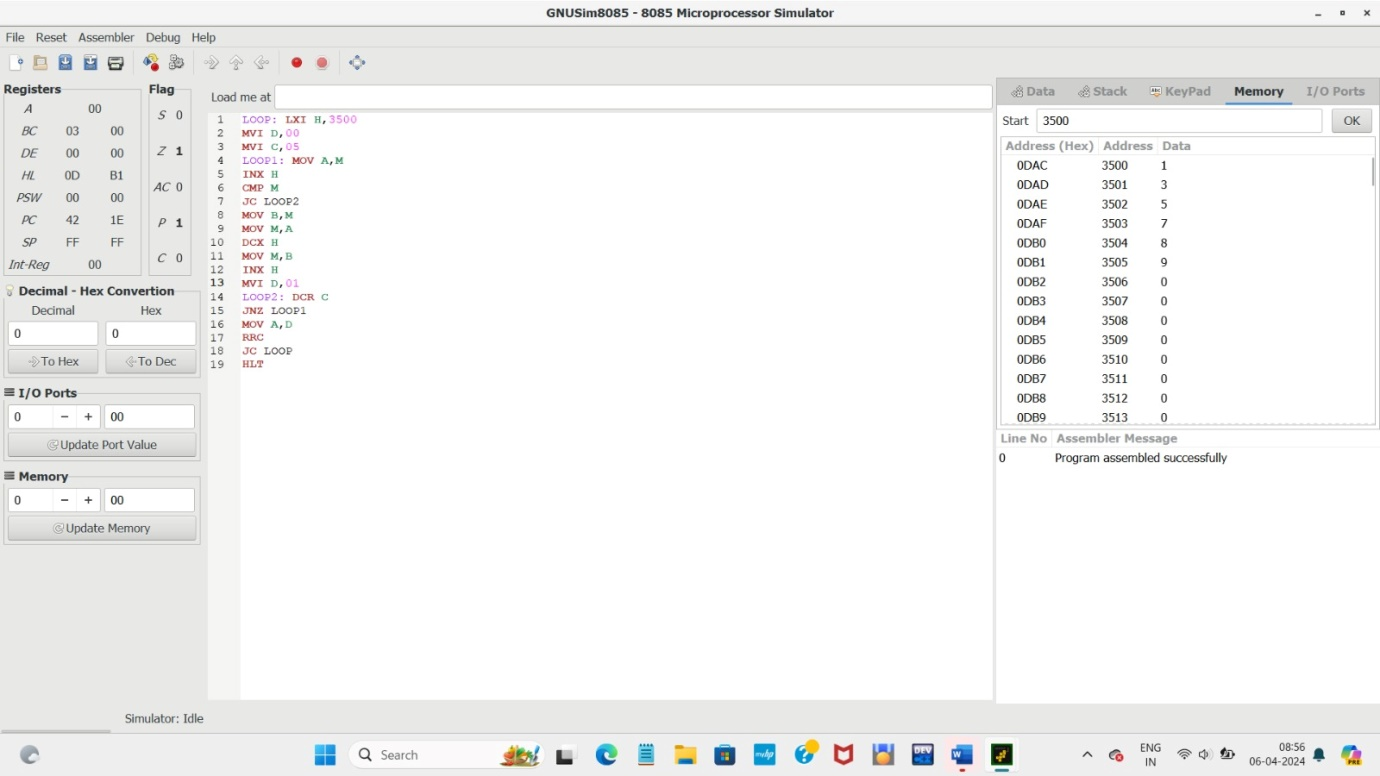 GNUSim8085 - 8085 Microprocessor Simulator
File Reset Assembler Debug Help
Registers
A 00
BC 03 00
DE 00 00
HL 0D B1
PSW 00 00
PC 42 1E
SP FF FF
Int-Reg 00
Flag
S 0
Z 1
AC 0
P 1
C 0
Decimal - Hex Convertion
Decimal Hex
0 0
To Hex To Dec
I/O Ports
0 - + 00
Update Port Value
Memory
0 - + 00
Update Memory
Load me at
1 LOOP: LXI H,3500
2 MVI D,00
3 MVI C,05
4 LOOP1: MOV A,M
5 INX H
6 CMP M
7 JC LOOP2
8 MOV B,M
9 MOV M,A
10 DCX H
11 MOV M,B
12 INX H
13 MVI D,01
14 LOOP2: DCR C
15 JNZ LOOP1
16 MOV A,D
17 RRC
18 JC LOOP
19 HLT
Data Stack KeyPad Memory I/O Ports
Start 3500 OK
Address (Hex) Address Data
0DAC 3500 1
0DAD 3501 3
0DAE 3502 5
0DAF 3503 7
0DB0 3504 8
0DB1 3505 9
0DB2 3506 0
0DB3 3507 0
0DB4 3508 0
0DB5 3509 0
0DB6 3510 0
0DB7 3511 0
0DB8 3512 0
0DB9 3513 0
Line No Assembler Message
0 Program assembled successfully
Simulator: Idle
Search
DEV
ENG
IN
08:56
06-04-2024
PRE